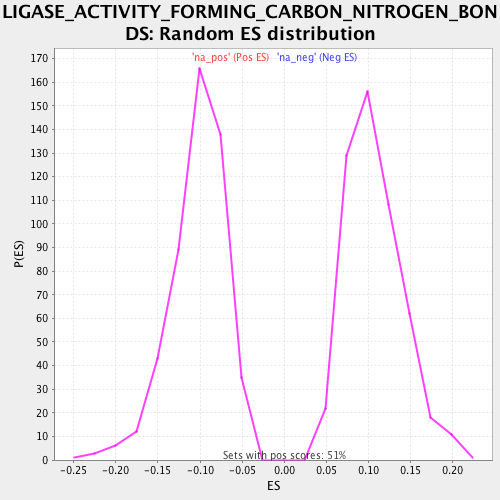 LIGASE_ACTIVITY_FORMING_CARBON_NITROGEN_BON
DS: Random ES distribution
'na_pos' (Pos ES) 'na_neg' (Neg ES)
170
160
150
140
130
120
110
100
90
80
70
60
50
40
30
20
10
0
P(ES)
Sets with pos scores: 51%
-0.25 -0.20 -0.15 -0.10 -0.05 0.00 0.05 0.10 0.15 0.20
ES